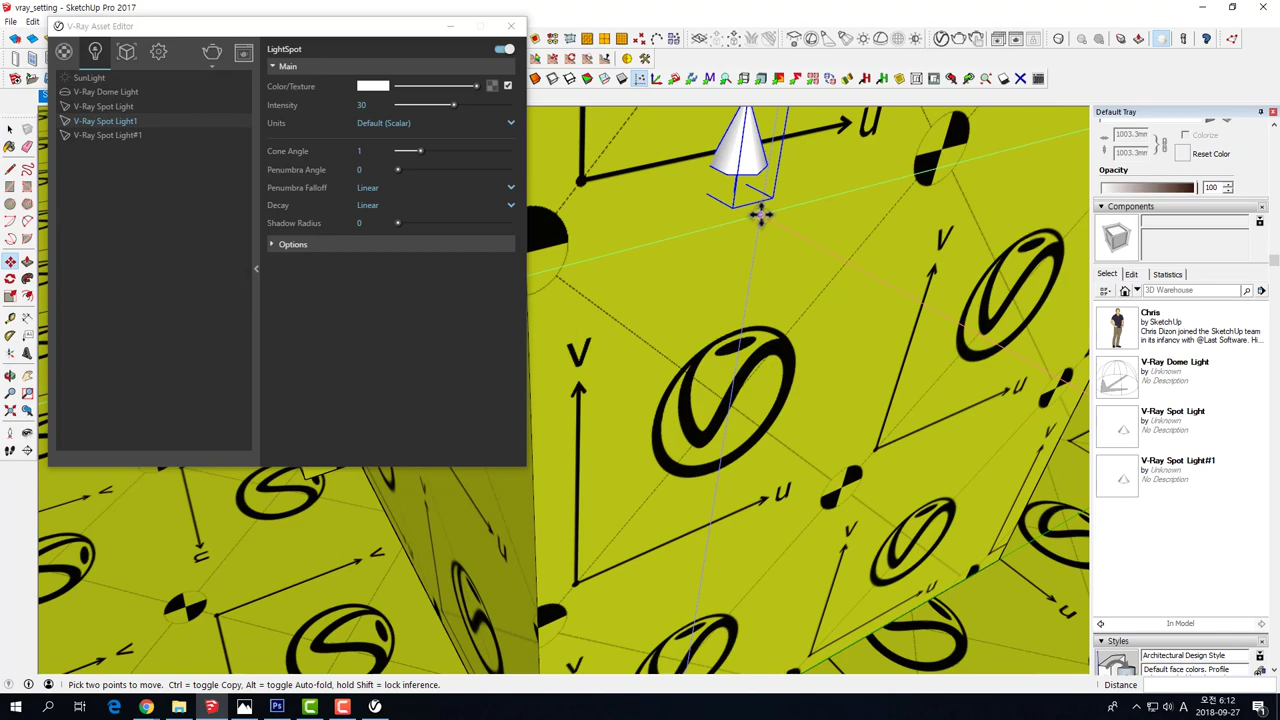 vray_setting - SketchUp Pro 2017
File
V-Ray Asset Editor
SunLight
V-Ray Dome Light
V-Ray Spot Light
V-Ray Spot Light1
V-Ray Spot Light#1
LightSpot
Main
Color/Texture
Intensity 30
Units Default (Scalar)
Cone Angle 1
Penumbra Angle 0
Penumbra Falloff Linear
Decay Linear
Shadow Radius 0
Options
u
v
v
u
v
u
v
u
u
v
u
v
v
v
u
Default Tray
1003.3mm
1003.3mm
Colorize
Reset Color
Opacity
100
Components
Select Edit Statistics
3D Warehouse
Chris
by SketchUp
Chris Dizon joined the SketchUp team
in its infancy with @Last Software. Hi...
V-Ray Dome Light
by Unknown
No Description
V-Ray Spot Light
by Unknown
No Description
V-Ray Spot Light#1
by Unknown
No Description
In Model
Styles
Architectural Design Style
Default face colors. Profile
Pick two points to move. Ctrl = toggle Copy, Alt = toggle Auto-fold, hold Shift = lock inference.
Distance
A
오전 6:12
2018-09-27